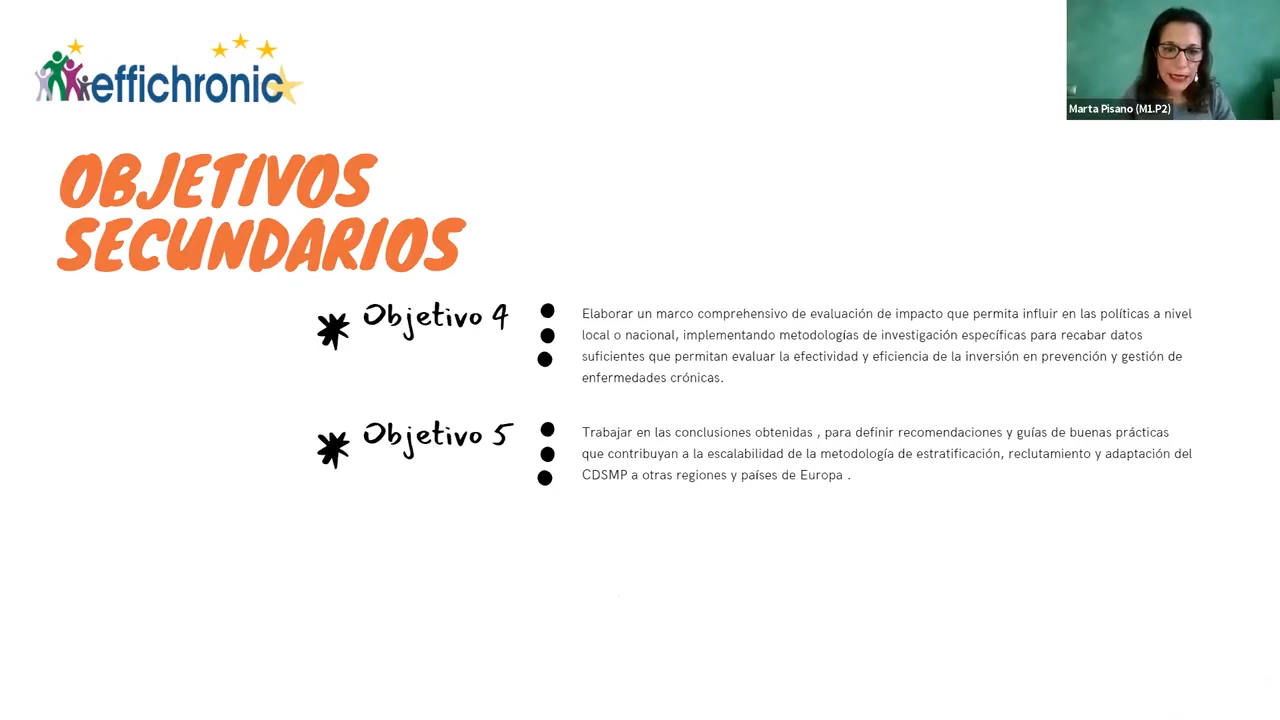 effichronic
Marta Pisano (M1.P2)
OBJETIVOS
SECUNDARIOS
Objetivo 4
Elaborar un marco comprehensivo de evaluación de impacto que permita influir en las políticas a nivel
local o nacional, implementando metodologías de investigación específicas para recabar datos
suficientes que permitan evaluar la efectividad y eficiencia de la inversión en prevención y gestión de
enfermedades crónicas.
Objetivo 5
Trabajar en las conclusiones obtenidas , para definir recomendaciones y guías de buenas prácticas
que contribuyan a la escalabilidad de la metodología de estratificación, reclutamiento y adaptación del
CDSMP a otras regiones y países de Europa .